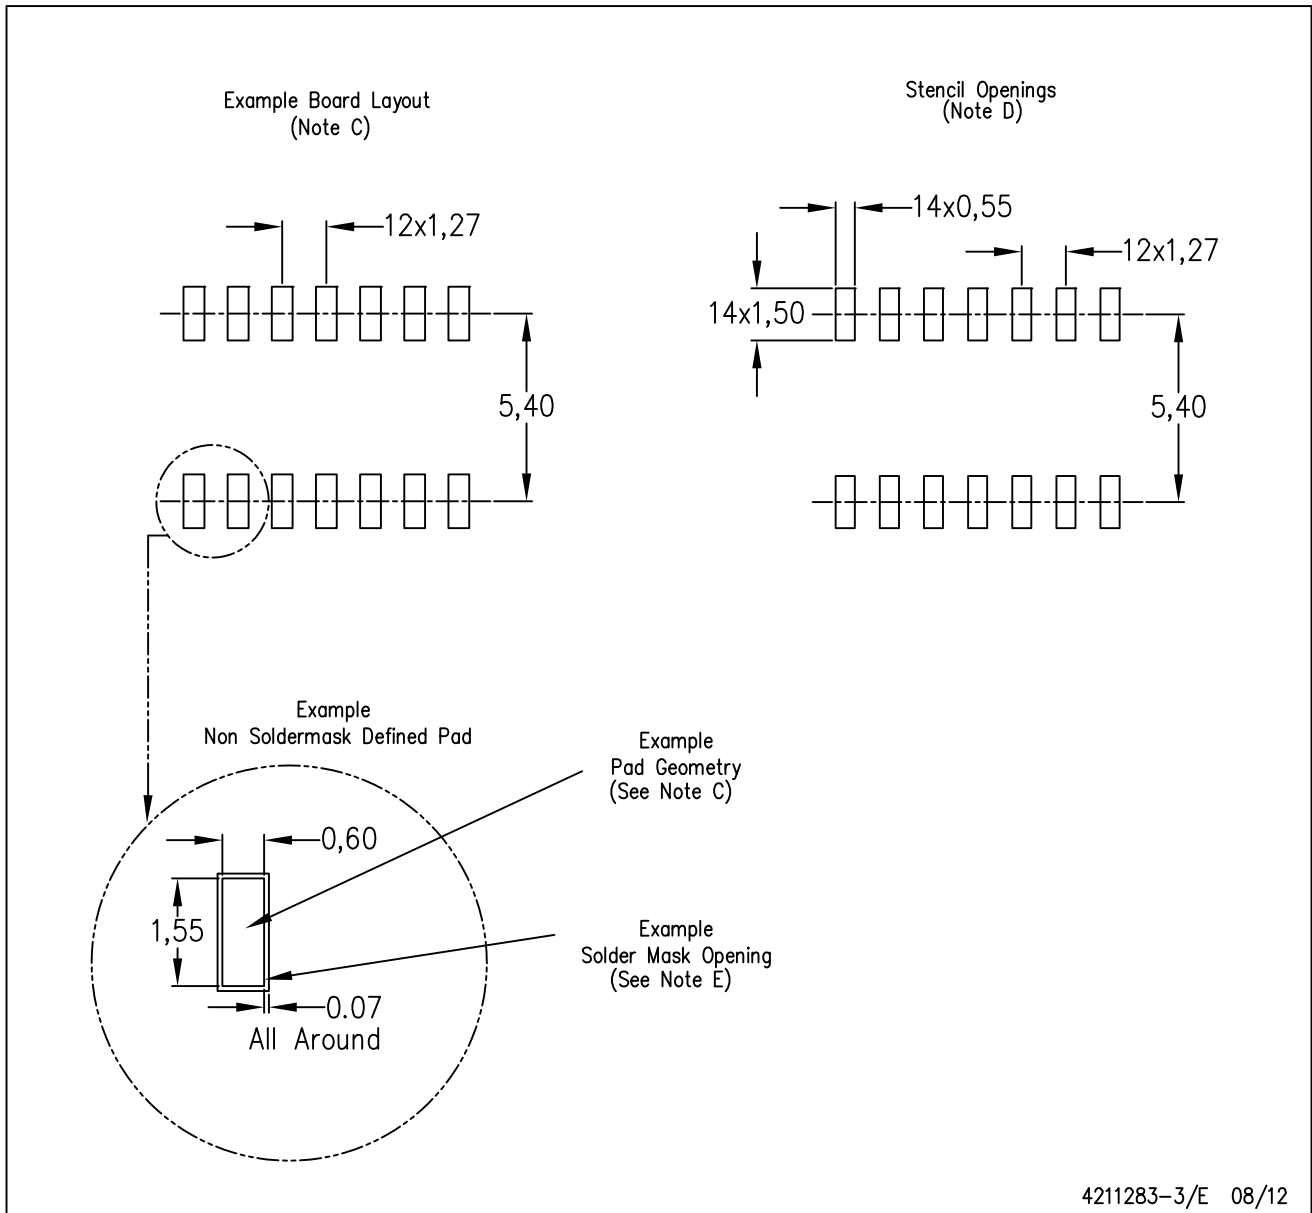 Example Board Layout
(Note C)
Stencil Openings
(Note D)
12x1,27
5,40
14x0,55
12x1,27
14x1,50
5,40
Example
Non Soldermask Defined Pad
Example
Pad Geometry
(See Note C)
0,60
1,55
Example
Solder Mask Opening
(See Note E)
0.07
All Around
4211283-3/E 08/12